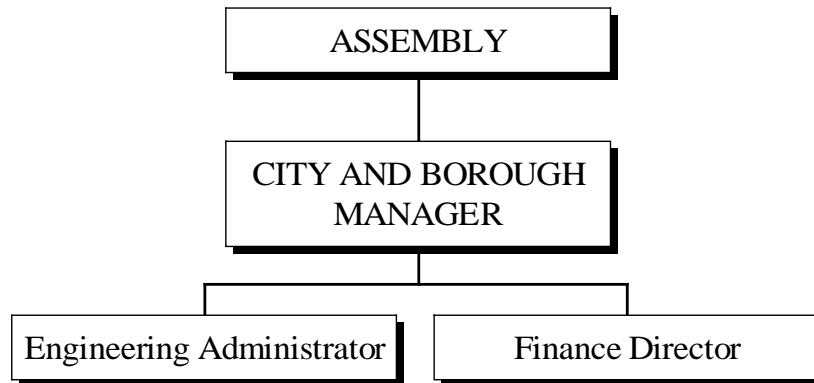 ASSEMBLY
CITY AND BOROUGH
MANAGER
Engineering Administrator
Finance Director